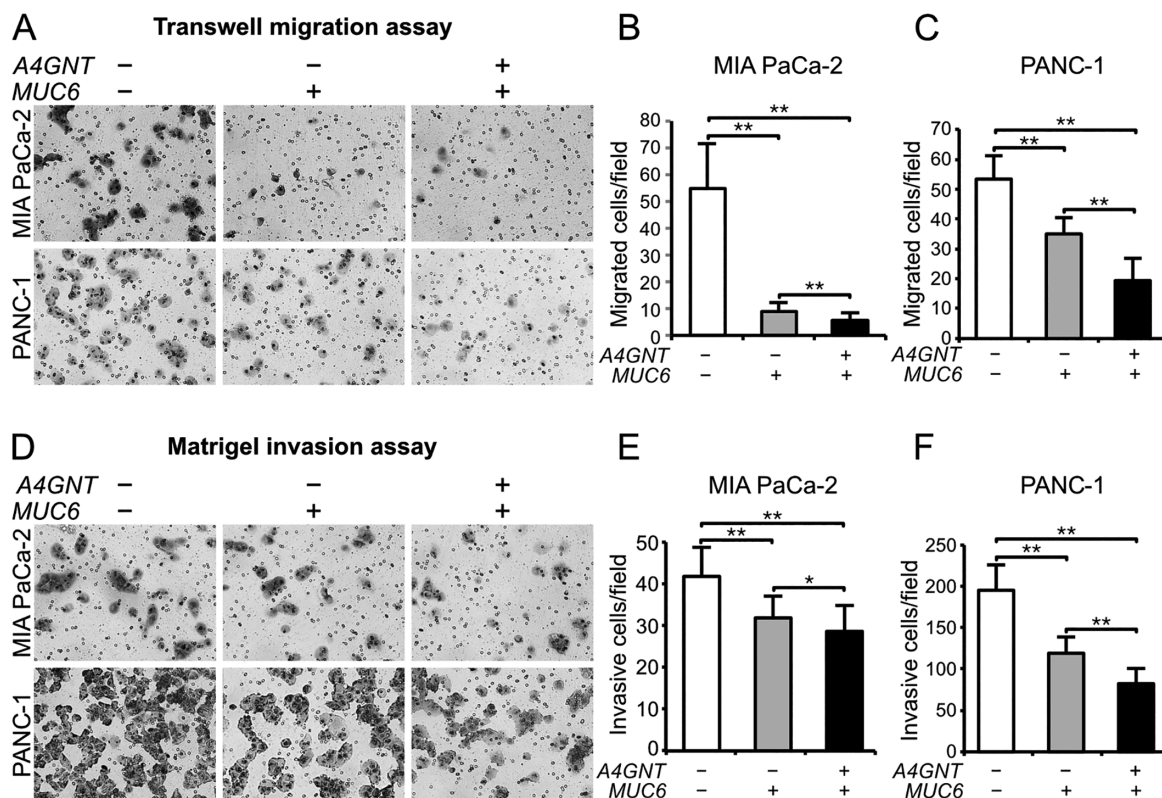 A Transwell migration assay
A4GNT − − +
MUC6 − + +
MIA PaCa-2
PANC-1
B
MIA PaCa-2
Migrated cells/field
80
70
60
50
40
30
20
10
0
** **
**
A4GNT − − +
MUC6 − + +
C
PANC-1
Migrated cells/field
70
60
50
40
30
20
10
0
** **
**
A4GNT − − +
MUC6 − + +
D Matrigel invasion assay
A4GNT − − +
MUC6 − + +
MIA PaCa-2
PANC-1
E
MIA PaCa-2
Invasive cells/field
50
40
30
20
10
0
** **
*
A4GNT − − +
MUC6 − + +
F
PANC-1
Invasive cells/field
250
200
150
100
50
0
** **
**
A4GNT − − +
MUC6 − + +